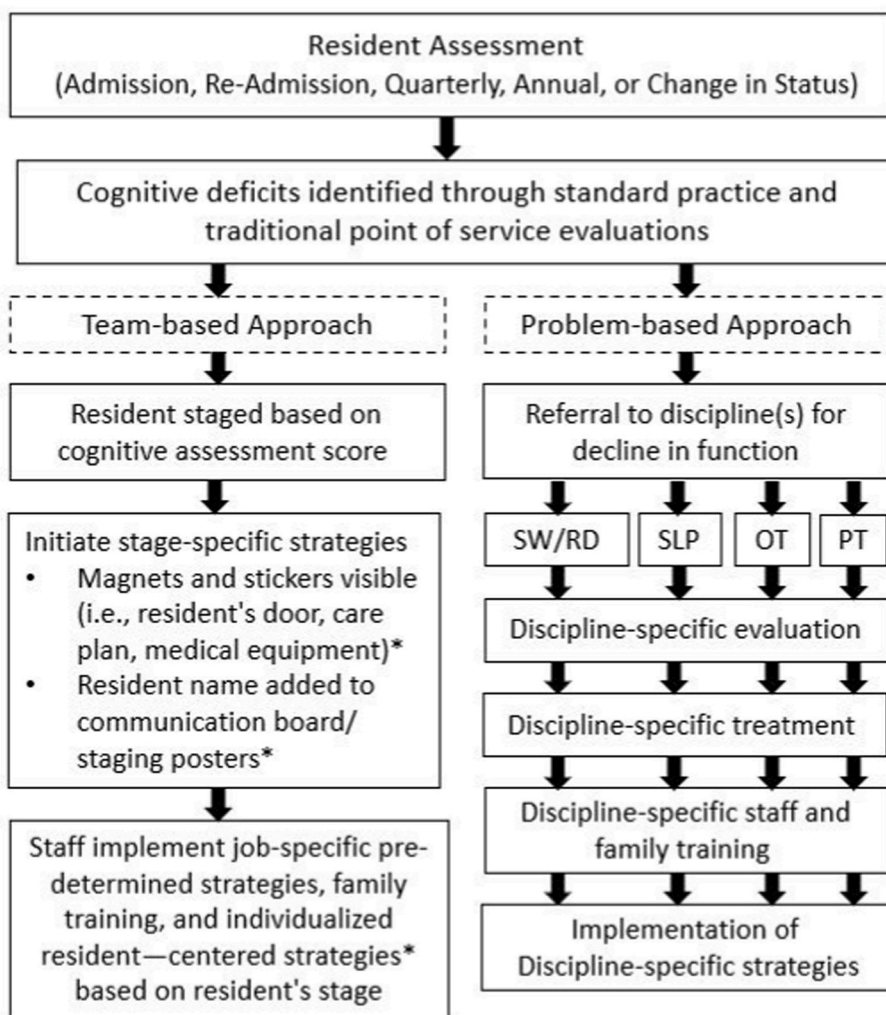 Resident Assessment
(Admission, Re-Admission, Quarterly, Annual, or Change in Status)
Cognitive deficits identified through standard practice and
traditional point of service evaluations
Team-based Approach
Resident staged based on
cognitive assessment score
Initiate stage-specific strategies
• Magnets and stickers visible
(i.e., resident's door, care
plan, medical equipment)*
• Resident name added to
communication board/
staging posters*
Staff implement job-specific pre-
determined strategies, family
training, and individualized
resident—centered strategies*
based on resident's stage
Problem-based Approach
Referral to discipline(s) for
decline in function
SW/RD
SLP
OT
PT
Discipline-specific evaluation
Discipline-specific treatment
Discipline-specific staff and
family training
Implementation of
Discipline-specific strategies